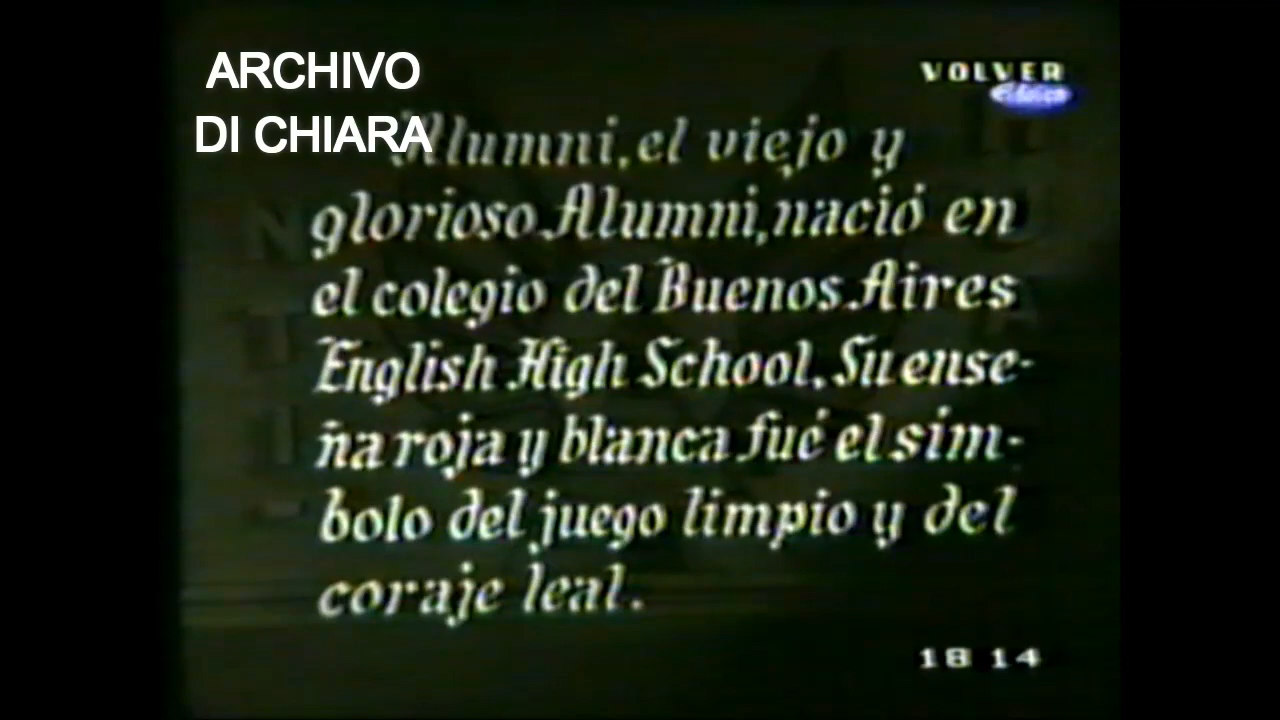 ARCHIVO
DI CHIARA
VOLVER
clásico
Alumni, el viejo y
glorioso Alumni, nació en
el colegio del Buenos Aires
English High School. Su ense-
ña roja y blanca fué el sím-
bolo del juego limpio y del
coraje leal.
18 14